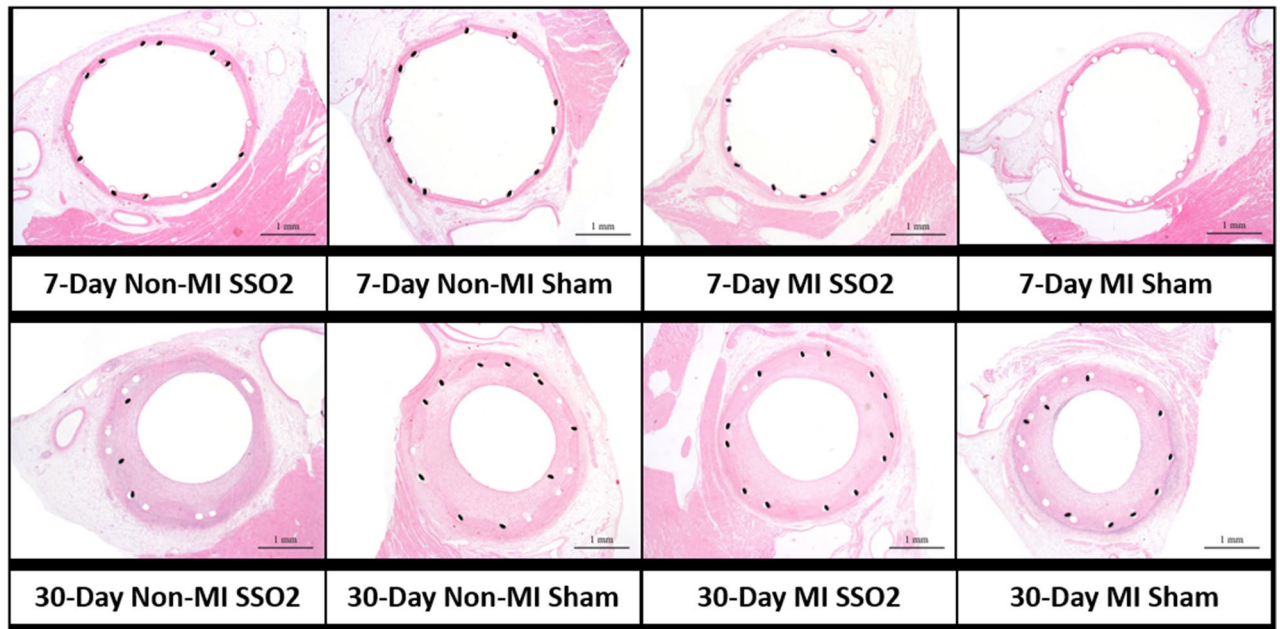 1 mm
1 mm
1 mm
1 mm
7-Day Non-MI SSO2
7-Day Non-MI Sham
7-Day MI SSO2
7-Day MI Sham
1 mm
1 mm
1 mm
1 mm
30-Day Non-MI SSO2
30-Day Non-MI Sham
30-Day MI SSO2
30-Day MI Sham